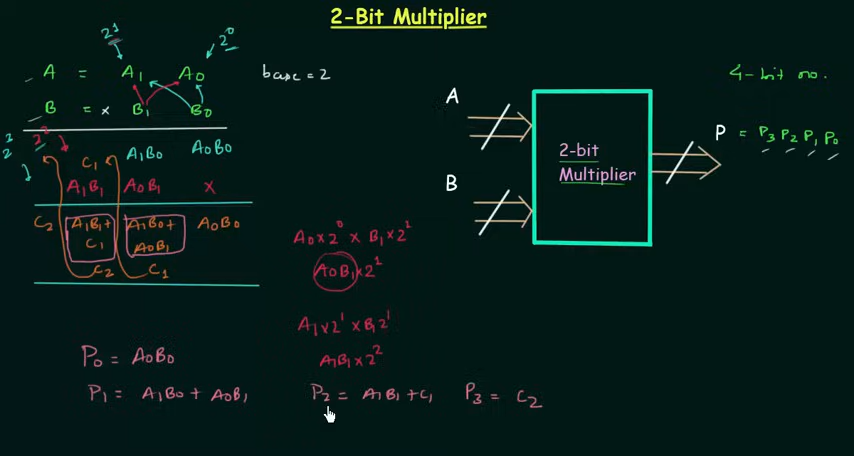 2-Bit Multiplier
2¹ 2⁰
A = A₁ A₀ base = 2
B = × B₁ B₀
2³ 2² C₁ A₁B₀ A₀B₀
A₁B₁ A₀B₁ X
C₂ A₁B₁+ A₁B₀+ A₀B₀
C₁ A₀B₁
C₂ C₁
A₀×2⁰ × B₁×2¹
A₀B₁×2¹
A₁×2¹ × B₁2¹
A₁B₁×2²
P₀ = A₀B₀
P₁ = A₁B₀ + A₀B₁ P₂ = A₁B₁ + C₁ P₃ = C₂
A
B
2-bit
Multiplier
4-bit no.
P = P₃ P₂ P₁ P₀